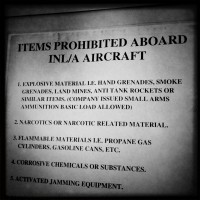 ITEMS PROHIBITED ABOARD
INL/A AIRCRAFT
1. EXPLOSIVE MATERIAL I.E. HAND GRENADES, SMOKE
GRENADES, LAND MINES, ANTI TANK ROCKETS OR
SIMILAR ITEMS. (COMPANY ISSUED SMALL ARMS
AMMUNITION BASIC LOAD ALLOWED)
2. NARCOTICS OR NARCOTIC RELATED MATERIAL.
3. FLAMMABLE MATERIALS I.E. PROPANE GAS
CYLINDERS, GASOLINE CANS, ETC.
4. CORROSIVE CHEMICALS OR SUBSTANCES.
5. ACTIVATED JAMMING EQUIPMENT.